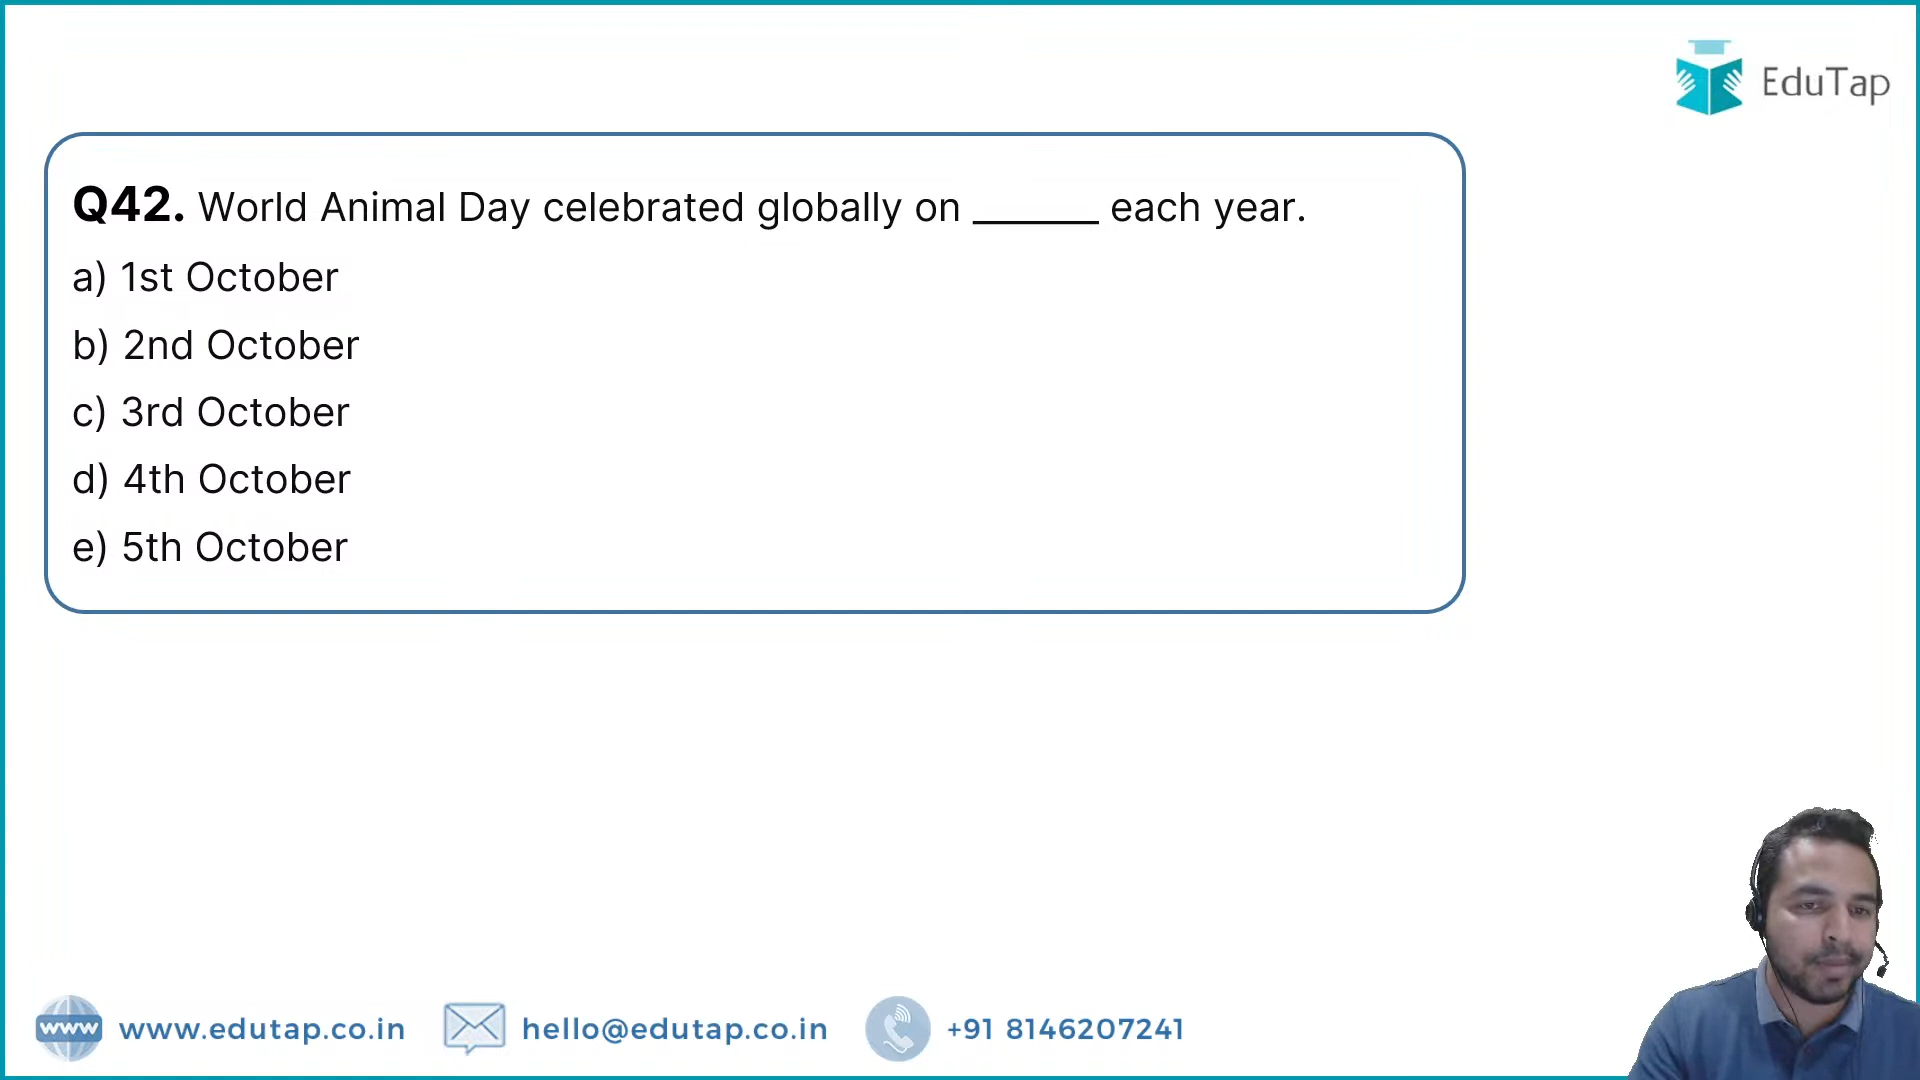 EduTap
Q42. World Animal Day celebrated globally on ______ each year.
a) 1st October
b) 2nd October
c) 3rd October
d) 4th October
e) 5th October
www www.edutap.co.in hello@edutap.co.in +91 8146207241